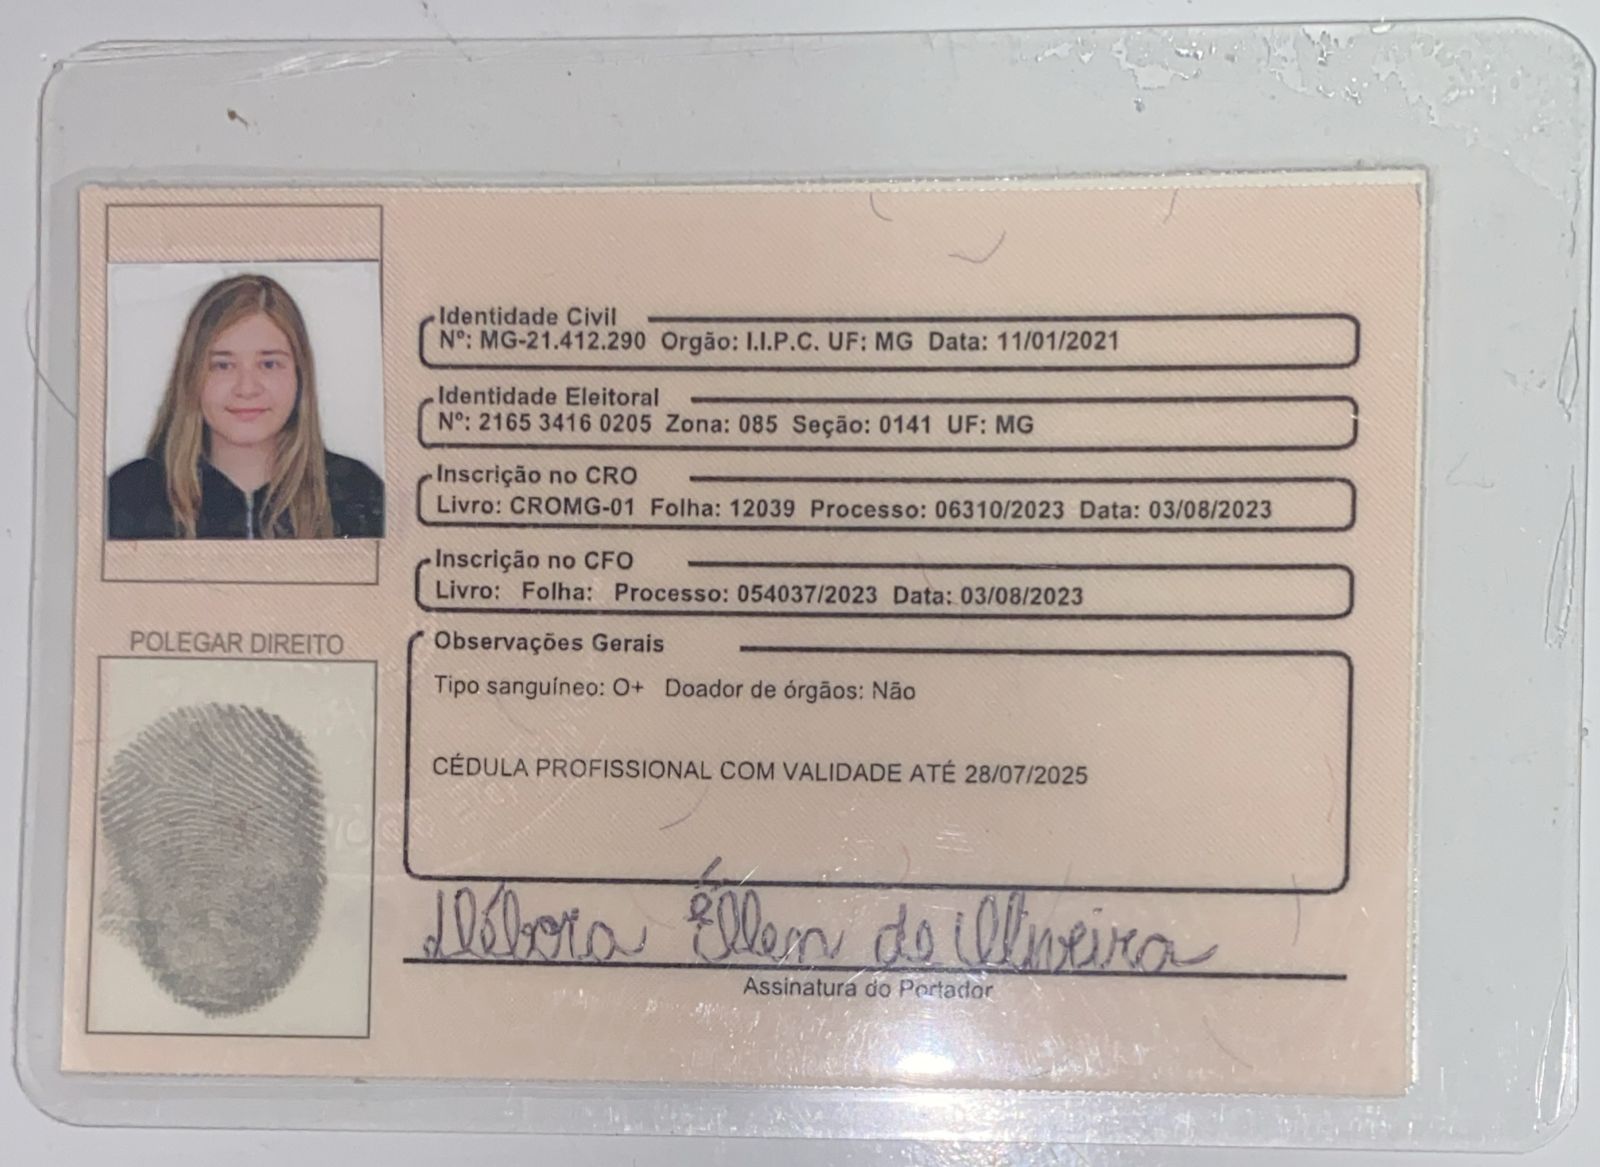 Identidade Civil
Nº: MG-21.412.290 Orgão: I.I.P.C. UF: MG Data: 11/01/2021
Identidade Eleitoral
Nº: 2165 3416 0205 Zona: 085 Seção: 0141 UF: MG
Inscrição no CRO
Livro: CROMG-01 Folha: 12039 Processo: 06310/2023 Data: 03/08/2023
Inscrição no CFO
Livro: Folha: Processo: 054037/2023 Data: 03/08/2023
POLEGAR DIREITO
Observações Gerais
Tipo sanguíneo: O+ Doador de órgãos: Não
CÉDULA PROFISSIONAL COM VALIDADE ATÉ 28/07/2025
Débora Éllen de Oliveira
Assinatura do Portador